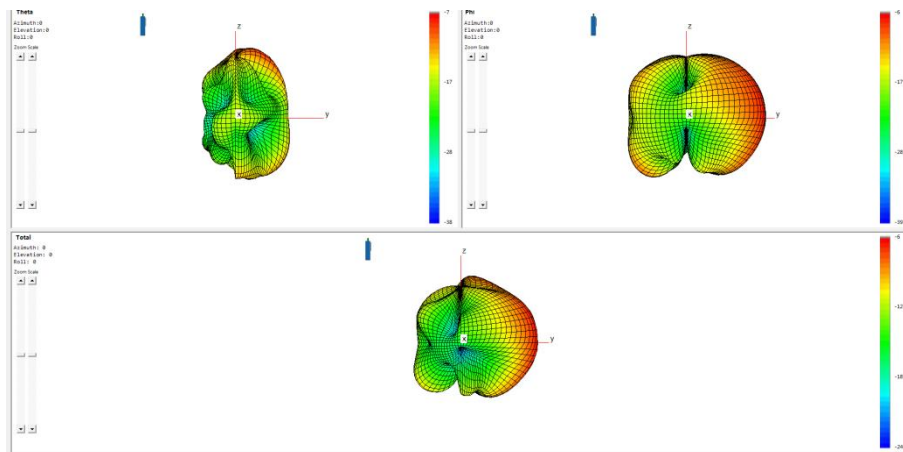 Theta
Azimuth:0
Elevation:0
Roll:0
Zoom Scale
z
x
y
-7
-17
-28
-38
Phi
Azimuth:0
Elevation:0
Roll:0
Zoom Scale
z
x
y
-6
-17
-28
-39
Total
Azimuth: 0
Elevation: 0
Roll: 0
Zoom Scale
z
x
y
-6
-12
-18
-24